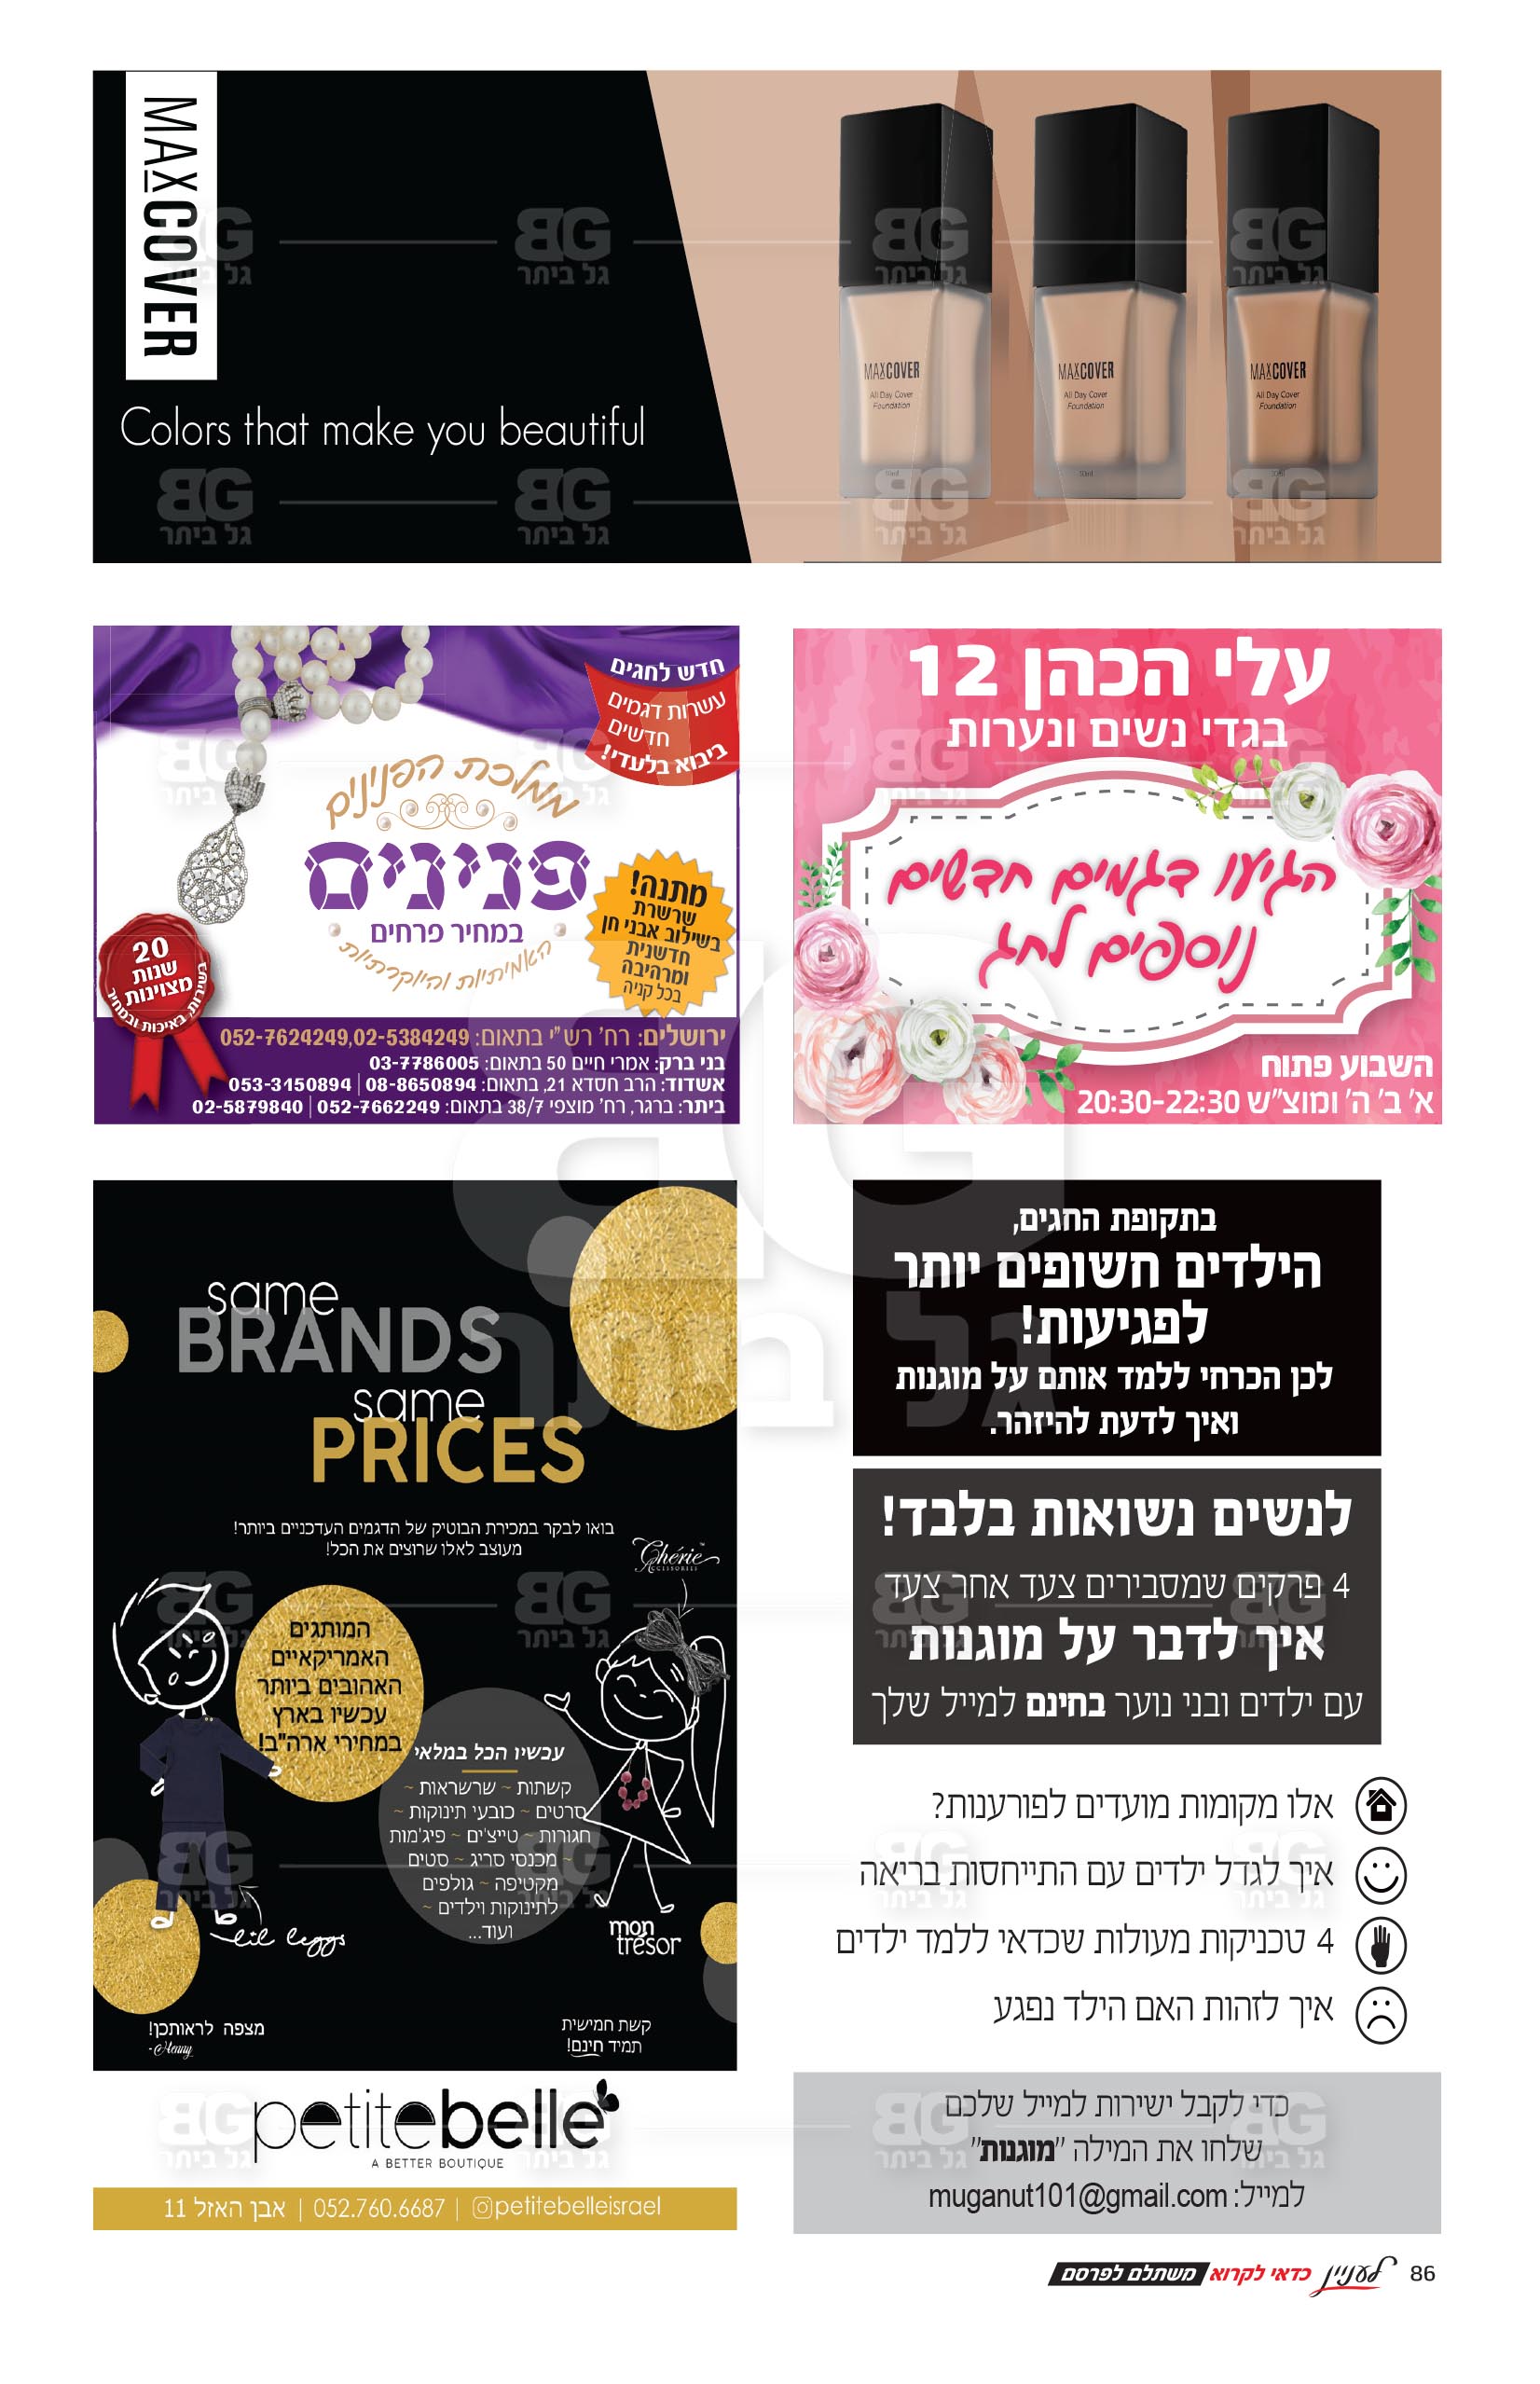 MAXCOVER
Colors that make you beautiful
MAXCOVER
All Day Cover
Foundation
MAXCOVER
All Day Cover
Foundation
50ml
MAXCOVER
All Day Cover
Foundation
עלי הכהן 12
בגדי נשים ונערות
הגיעו דגמים חדשים
נוספים לחג
השבוע פתוח
א' ב' ה' ומוצ"ש 20:30-22:30
חדש לחגים
עשרות דגמים
חדשים
ביבוא בלעדי!
ממלכת הפנינים
פנינים
במחיר פרחים
האמיתיות והיוקרתיות
מתנה!
שרשרת
בשילוב אבני חן
חדשנית
ומרהיבה
בכל קניה
20
שנות
מצוינות
בשירות, באיכות ובמחיר
ירושלים: רח' רש"י בתאום: 052-7624249,02-5384249
בני ברק: אמרי חיים 50 בתאום: 03-7786005
אשדוד: הרב חסדא 21, בתאום: 08-8650894 | 053-3150894
ביתר: ברגר, רח' מוצפי 38/7 בתאום: 052-7662249 | 02-5879840
בתקופת החגים,
הילדים חשופים יותר
לפגיעות!
לכן הכרחי ללמד אותם על מוגנות
ואיך לדעת להיזהר.
לנשים נשואות בלבד!
4 פרקים שמסבירים צעד אחר צעד
איך לדבר על מוגנות
עם ילדים ובני נוער בחינם למייל שלך
אלו מקומות מועדים לפורענות?
איך לגדל ילדים עם התייחסות בריאה
4 טכניקות מעולות שכדאי ללמד ילדים
איך לזהות האם הילד נפגע
כדי לקבל ישירות למייל שלכם
שלחו את המילה "מוגנות"
למייל: muganut101@gmail.com
same
BRANDS
same
PRICES
בואו לבקר במכירת הבוטיק של הדגמים העדכניים ביותר!
מעוצב לאלו שרוצים את הכל!
Chérie
ACCESSORIES
המותגים
האמריקאיים
האהובים ביותר
עכשיו בארץ
במחירי ארה"ב!
עכשיו הכל במלאי
קשתות ~ שרשראות ~
סרטים ~ כובעי תינוקות ~
חגורות ~ טייצ'ים ~ פיג'מות
~ מכנסי סריג ~ סטים
מקטיפה ~ גולפים
לתינוקות וילדים ~
ועוד...
lil leggs
mon
trésor
מצפה לראותכן!
קשת חמישית
תמיד חינם!
petitebelle
A BETTER BOUTIQUE
אבן האזל 11 | 052.760.6687 | petitebelleisrael
86 לעניין כדאי לקרוא משתלם לפרסם
BG
גל ביתר